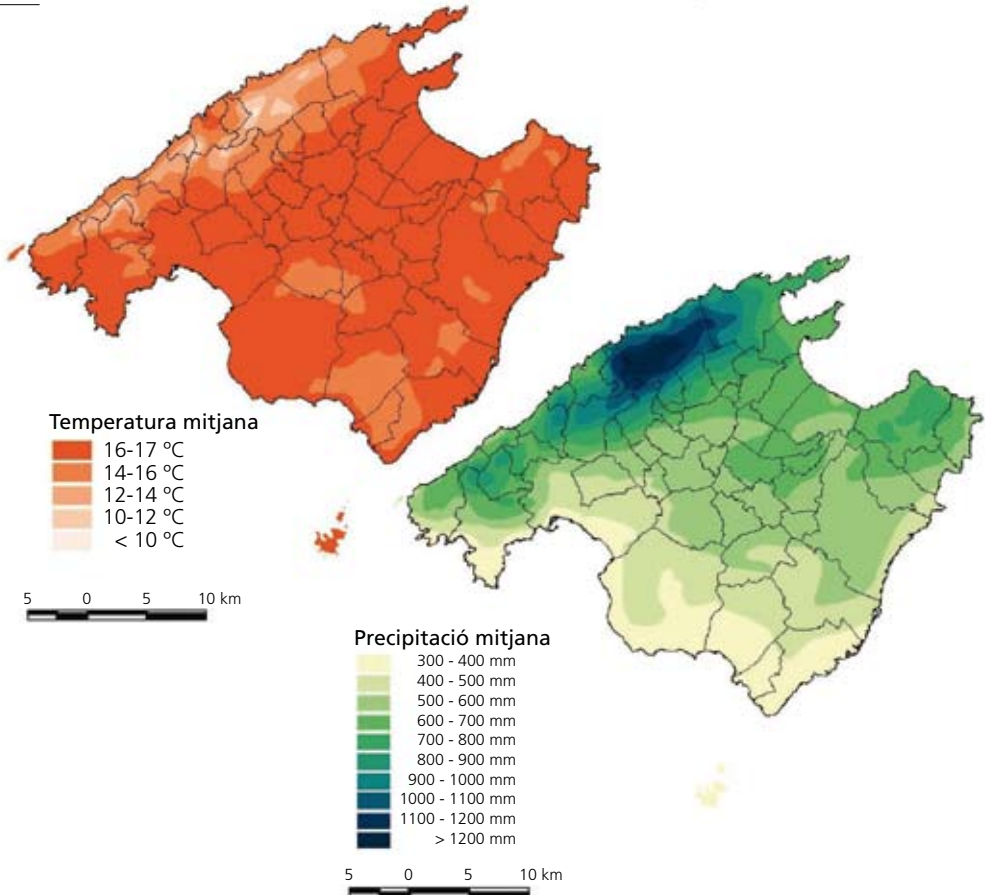 Temperatura mitjana
16-17 ºC
14-16 ºC
12-14 ºC
10-12 ºC
< 10 ºC
5 0 5 10 km
Precipitació mitjana
300 - 400 mm
400 - 500 mm
500 - 600 mm
600 - 700 mm
700 - 800 mm
800 - 900 mm
900 - 1000 mm
1000 - 1100 mm
1100 - 1200 mm
> 1200 mm
5 0 5 10 km